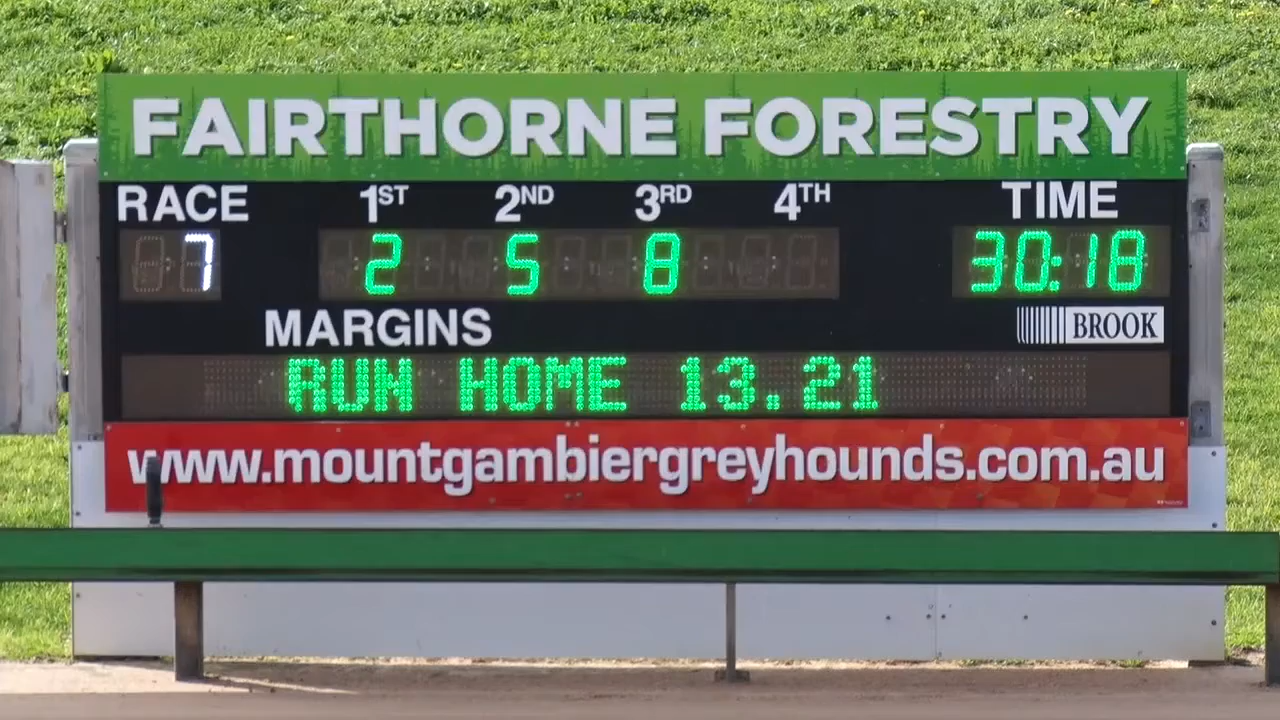 FAIRTHORNE FORESTRY
RACE 1ST 2ND 3RD 4TH TIME
7 2 5 8 30:18
MARGINS BROOK
RUN HOME 13.21
www.mountgambiergreyhounds.com.au